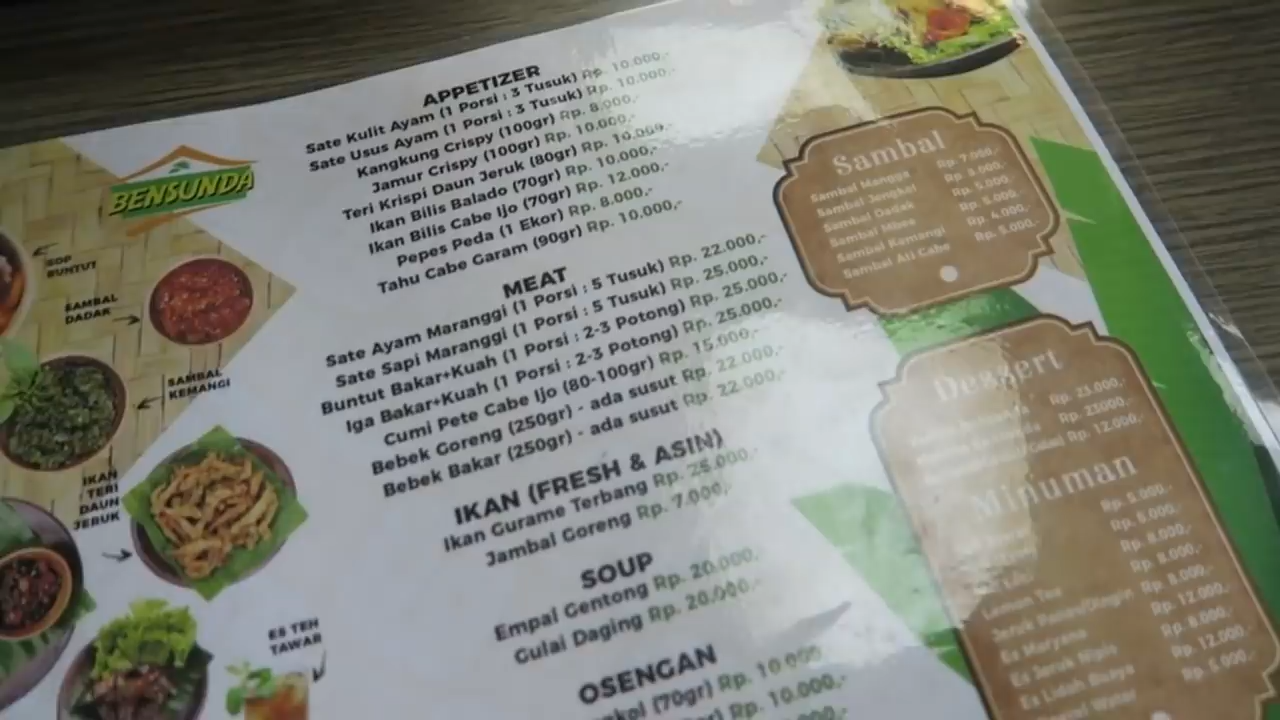 BENSUNDA
SOP
BUNTUT
SAMBAL
DADAK
SAMBAL
KEMANGI
IKAN
TERI
DAUN
JERUK
ES TEH
TAWAR
APPETIZER
Sate Kulit Ayam (1 Porsi : 3 Tusuk) Rp. 10.000,-
Sate Usus Ayam (1 Porsi : 3 Tusuk) Rp. 10.000,-
Kangkung Crispy (100gr) Rp. 8.000,-
Jamur Crispy (100gr) Rp. 10.000,-
Teri Krispi Daun Jeruk (80gr) Rp. 10.000,-
Ikan Bilis Balado (70gr) Rp. 10.000,-
Ikan Bilis Cabe Ijo (70gr) Rp. 12.000,-
Pepes Peda (1 Ekor) Rp. 8.000,-
Tahu Cabe Garam (90gr) Rp. 10.000,-
MEAT
Sate Ayam Maranggi (1 Porsi : 5 Tusuk) Rp. 22.000,-
Sate Sapi Maranggi (1 Porsi : 5 Tusuk) Rp. 25.000,-
Buntut Bakar+Kuah (1 Porsi : 2-3 Potong) Rp. 25.000,-
Iga Bakar+Kuah (1 Porsi : 2-3 Potong) Rp. 25.000,-
Cumi Pete Cabe Ijo (80-100gr) Rp. 15.000,-
Bebek Goreng (250gr) - ada susut Rp. 22.000,-
Bebek Bakar (250gr) - ada susut Rp. 22.000,-
IKAN (FRESH & ASIN)
Ikan Gurame Terbang Rp. 25.000,-
Jambal Goreng Rp. 7.000,-
SOUP
Empal Gentong Rp. 20.000,-
Gulai Daging Rp. 20.000,-
OSENGAN
(70gr) Rp. 10.000,-
Rp. 10.000,-
Sambal
Sambal Mangga Rp. 7.000,-
Sambal Jengkol Rp. 8.000,-
Sambal Dadak Rp. 5.000,-
Sambal Hibea Rp. 5.000,-
Sambal Kemangi Rp. 4.000,-
Sambal Ati Cabe Rp. 5.000,-
Dessert
Rp. 23.000,-
Rp. 23000,-
Rp. 12.000,-
Minuman
Rp. 5.000,-
Rp. 6.000,-
Rp. 8.000,-
Lemon Tea Rp. 8.000,-
Jeruk Rp. 8.000,-
Es Maryana Rp. 12.000,-
Es Jeruk Nipis Rp. 8.000,-
Es Lidah Buaya Rp. 12.000,-
Water Rp. 5.000,-